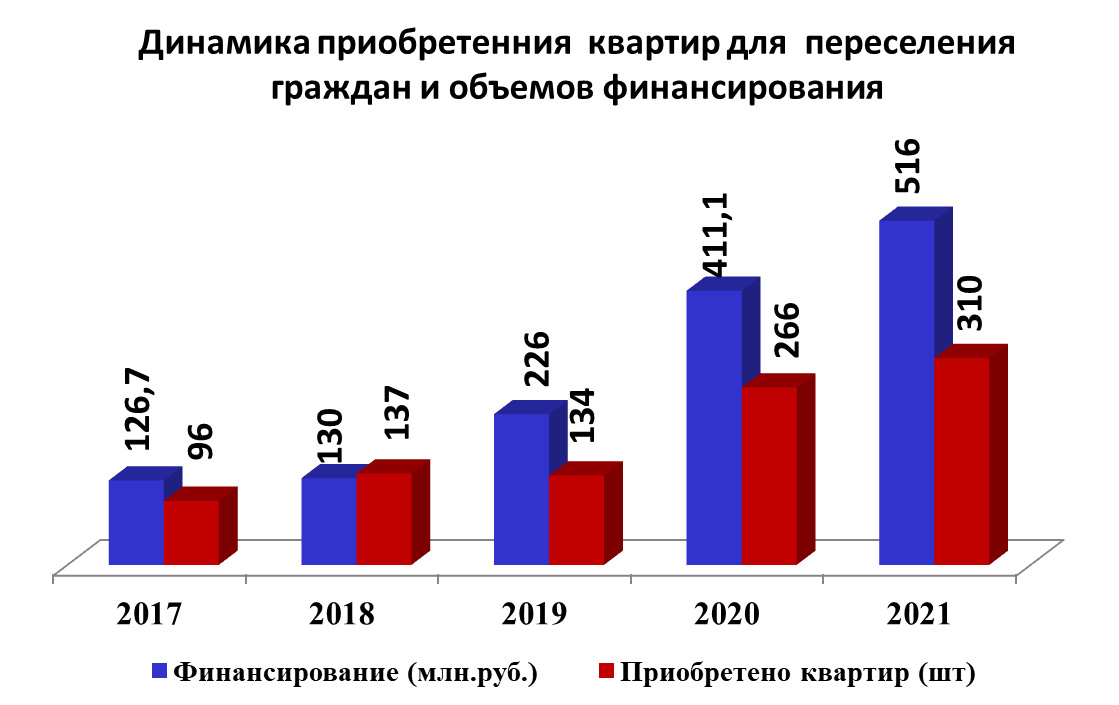 Динамика приобретенния квартир для переселения
граждан и объемов финансирования
126,7
96
130
137
226
134
411,1
266
516
310
2017 2018 2019 2020 2021
Финансирование (млн.руб.) Приобретено квартир (шт)